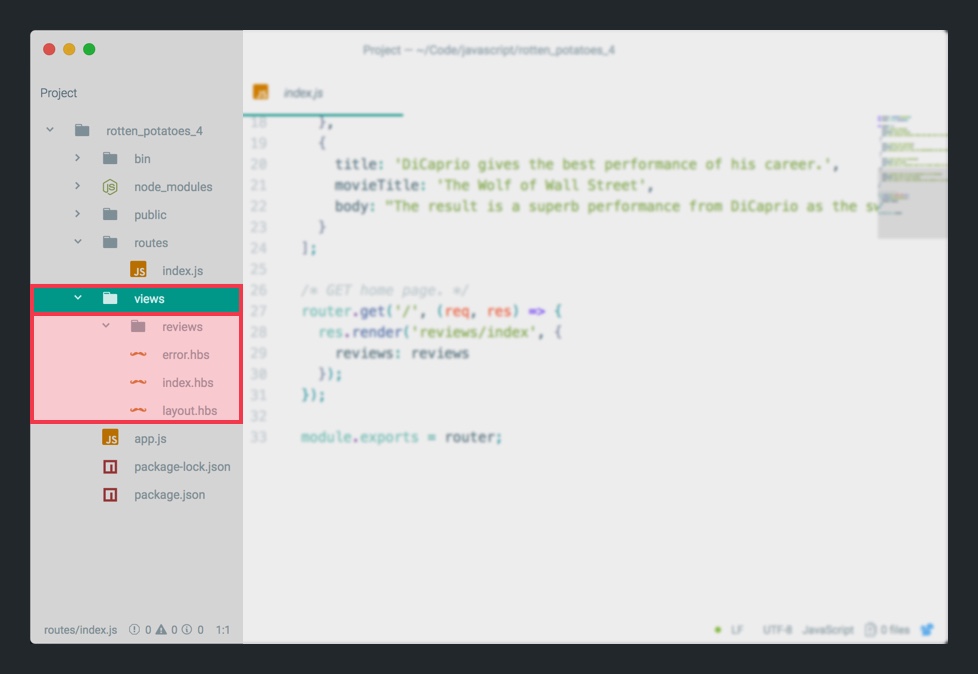 Project — ~/Code/javascript/rotten_potatoes_4
Project
rotten_potatoes_4
bin
node_modules
public
routes
index.js
views
reviews
error.hbs
index.hbs
layout.hbs
app.js
package-lock.json
package.json
index.js
18 },
19 {
20 title: 'DiCaprio gives the best performance of his career.',
21 movieTitle: 'The Wolf of Wall Street',
22 body: "The result is a superb performance from DiCaprio as the
23 }
24 ];
25
26 /* GET home page. */
27 router.get('/', (req, res) => {
28 res.render('reviews/index', {
29 reviews: reviews
30 });
31 });
32
33 module.exports = router;
routes/index.js 0 0 0 1:1
LF UTF-8 JavaScript 0 files